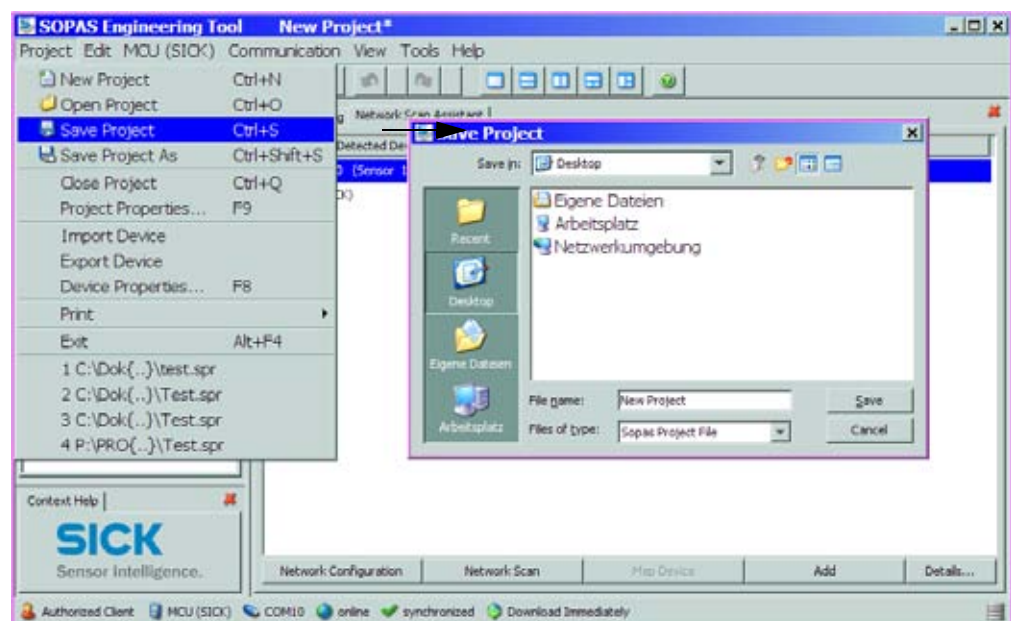 SOPAS Engineering Tool New Project*
Project Edit MCU (SICK) Communication View Tools Help
New Project Ctrl+N
Open Project Ctrl+O
Save Project Ctrl+S
Save Project As Ctrl+Shift+S
Close Project Ctrl+Q
Project Properties... F9
Import Device
Export Device
Device Properties... F8
Print
Exit Alt+F4
1 C:\Dok{..}\test.spr
2 C:\Dok{..}\Test.spr
3 C:\Dok{..}\Test.spr
4 P:\PRO{..}\Test.spr
Network Scan Assistant
Detected De
(Sensor 1
Save Project
Save in: Desktop
Recent
Desktop
Eigene Dateien
Arbeitsplatz
Eigene Dateien
Arbeitsplatz
Netzwerkumgebung
File name: New Project Save
Files of type: Sopas Project File Cancel
Context Help
SICK
Sensor Intelligence.
Network Configuration Network Scan Map Device Add Details...
Authorized Client MCU (SICK) COM10 online synchronized Download Immediately